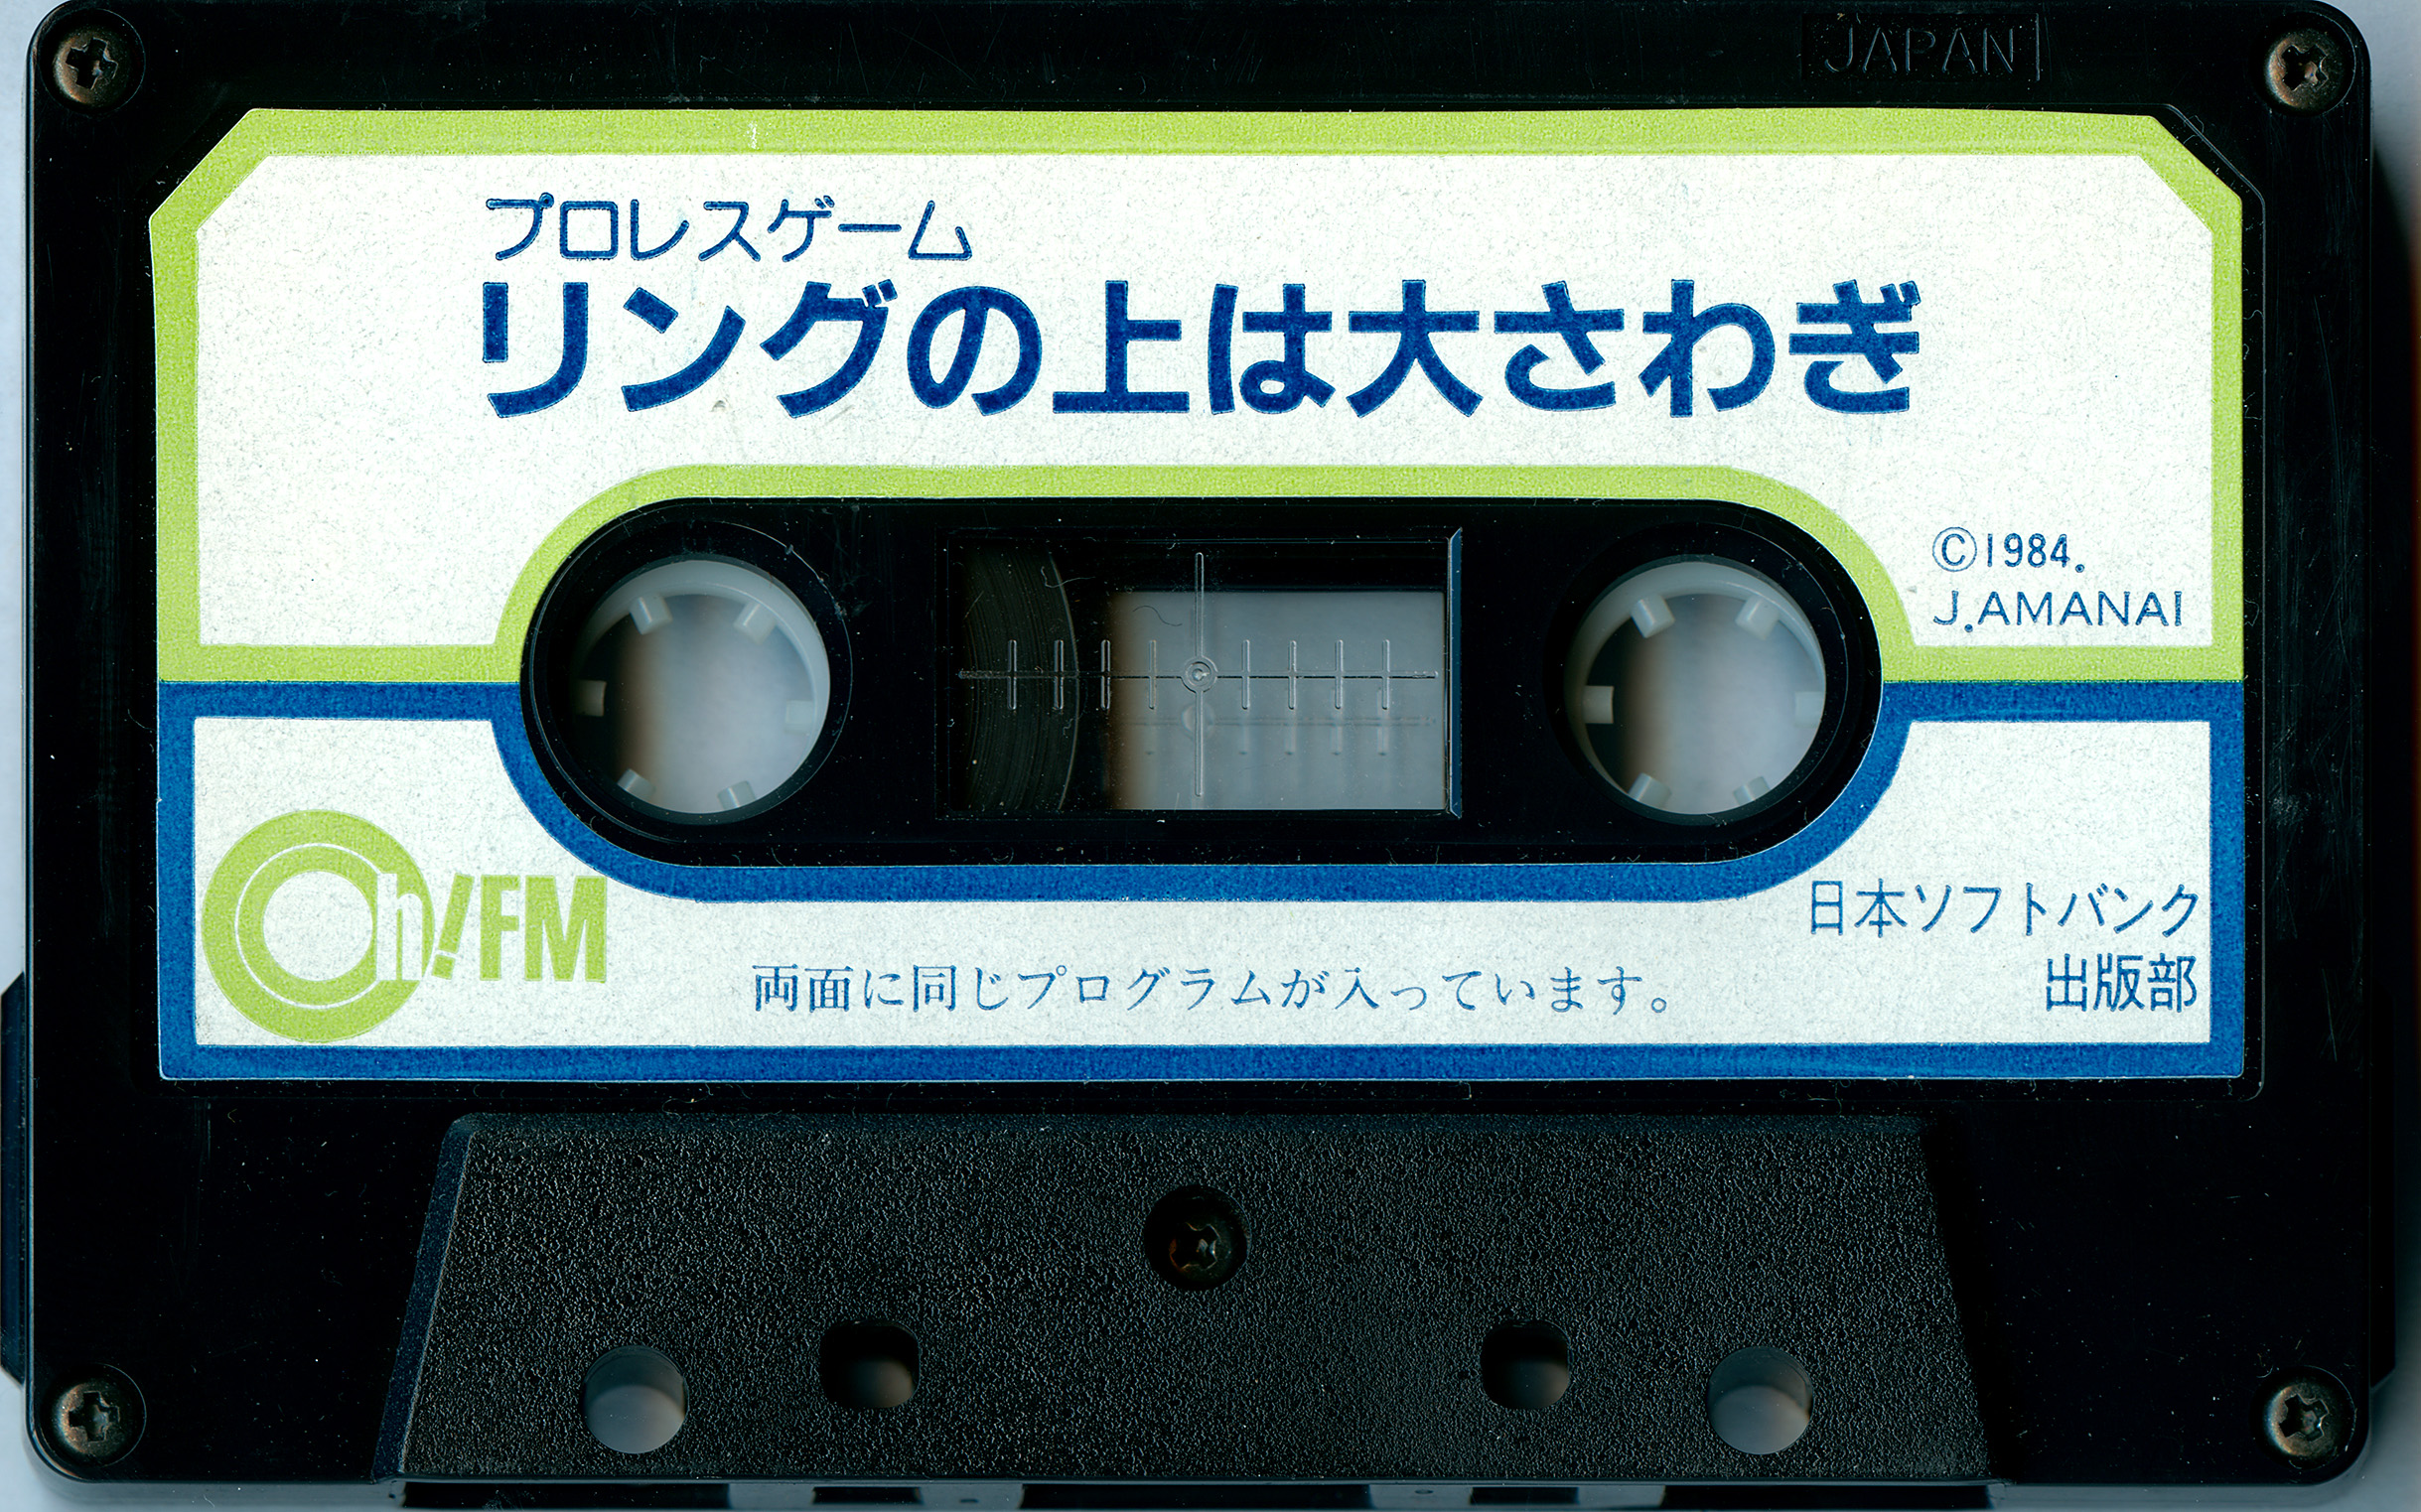 JAPAN
プロレスゲーム
リングの上は大さわぎ
©1984.
J.AMANAI
Oh!FM
日本ソフトバンク
出版部
両面に同じプログラムが入っています。